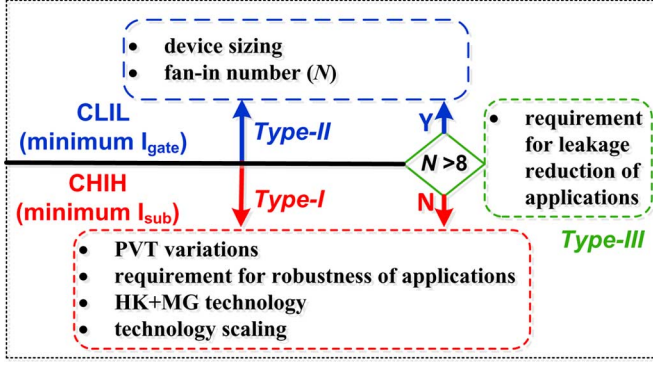 • device sizing
• fan-in number (N)
CLIL
(minimum Igate)
Type-II
Y
• requirement
for leakage
reduction of
applications
N >8
CHIH
(minimum Isub)
Type-I
N
Type-III
• PVT variations
• requirement for robustness of applications
• HK+MG technology
• technology scaling